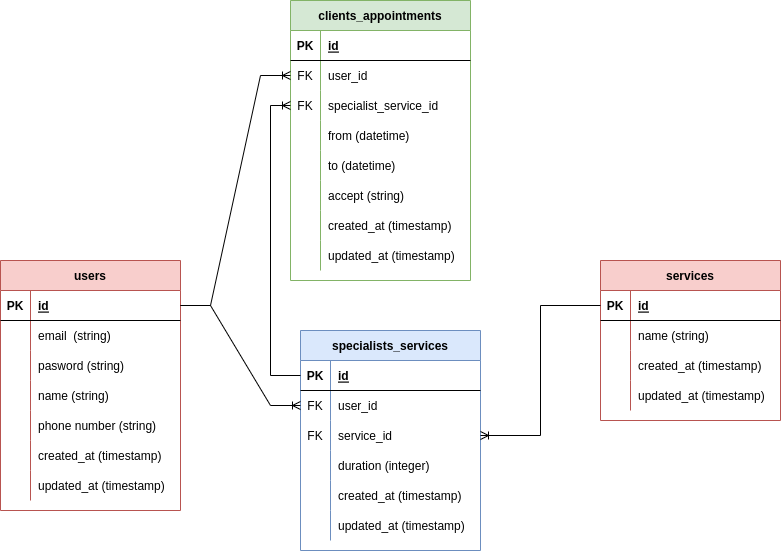 clients_appointments
PK id
FK user_id
FK specialist_service_id
from (datetime)
to (datetime)
accept (string)
created_at (timestamp)
updated_at (timestamp)
users
PK id
email (string)
pasword (string)
name (string)
phone number (string)
created_at (timestamp)
updated_at (timestamp)
specialists_services
PK id
FK user_id
FK service_id
duration (integer)
created_at (timestamp)
updated_at (timestamp)
services
PK id
name (string)
created_at (timestamp)
updated_at (timestamp)